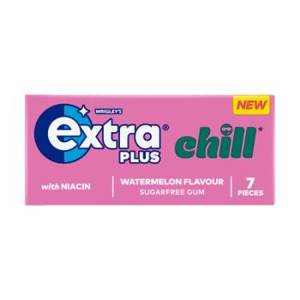 NEW
WRIGLEY'S
extra®
PLUS
chill*
with NIACIN
WATERMELON FLAVOUR
SUGARFREE GUM
7
PIECES